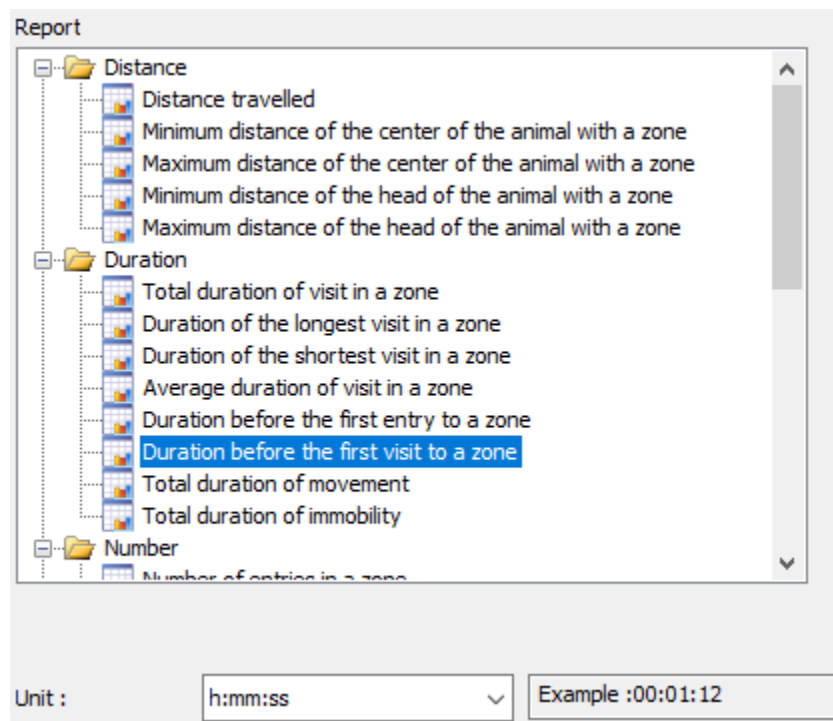 Report
Distance
Distance travelled
Minimum distance of the center of the animal with a zone
Maximum distance of the center of the animal with a zone
Minimum distance of the head of the animal with a zone
Maximum distance of the head of the animal with a zone
Duration
Total duration of visit in a zone
Duration of the longest visit in a zone
Duration of the shortest visit in a zone
Average duration of visit in a zone
Duration before the first entry to a zone
Duration before the first visit to a zone
Total duration of movement
Total duration of immobility
Number
Number of entries in a zone
Unit : h:mm:ss Example :00:01:12